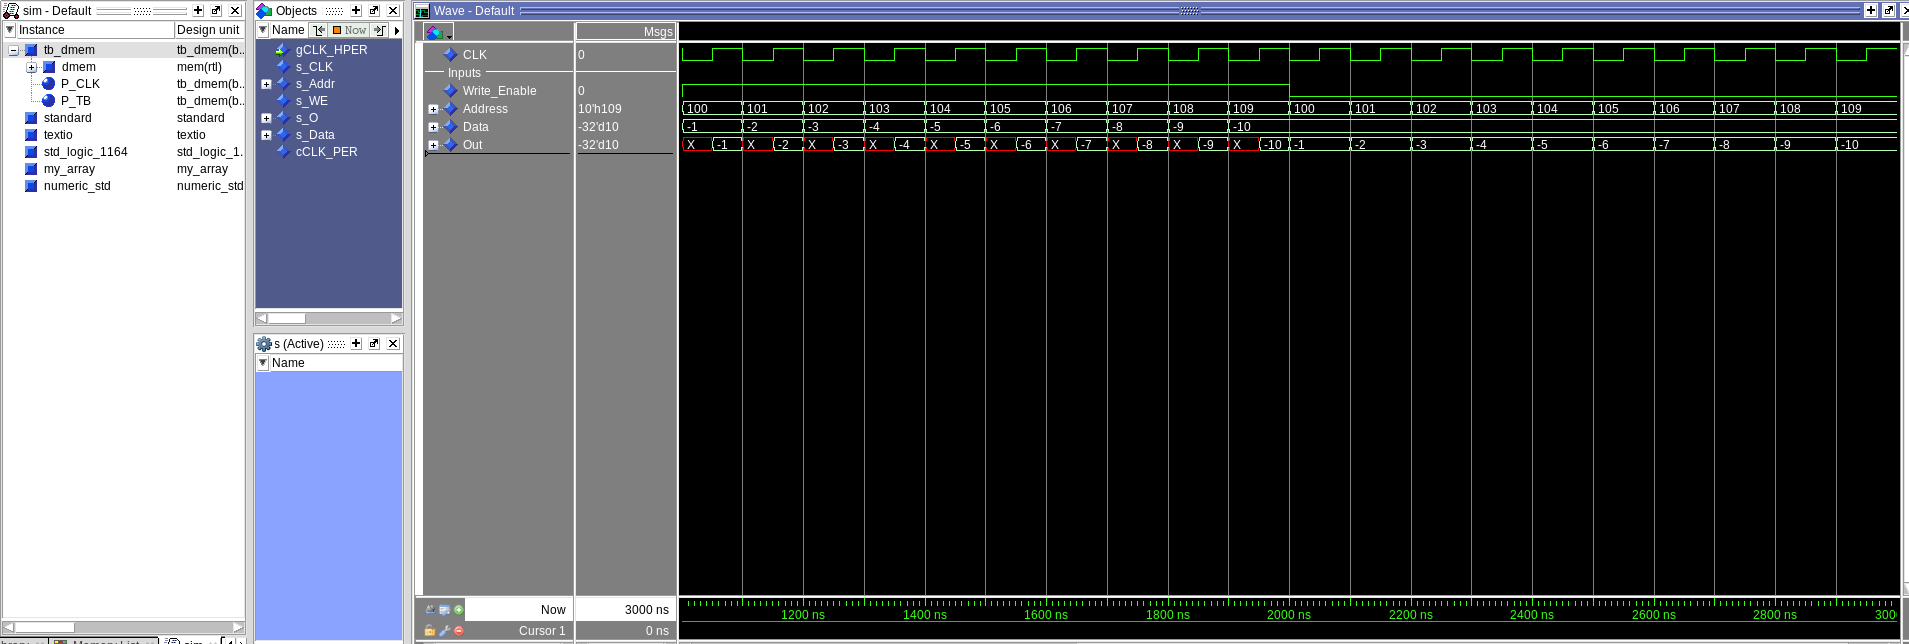 sim - Default
Instance Design unit
tb_dmem tb_dmem(b..
dmem mem(rtl)
P_CLK tb_dmem(b..
P_TB tb_dmem(b..
standard standard
textio textio
std_logic_1164 std_logic_1.
my_array my_array
numeric_std numeric_std
Objects
Name Now
gCLK_HPER
s_CLK
s_Addr
s_WE
s_O
s_Data
cCLK_PER
s (Active)
Name
Wave - Default
Msgs
CLK 0
Inputs
Write_Enable 0
Address 10'h109 100 101 102 103 104 105 106 107 108 109 100 101 102 103 104 105 106 107 108 109
Data -32'd10 -1 -2 -3 -4 -5 -6 -7 -8 -9 -10
Out -32'd10 X -1 X -2 X -3 X -4 X -5 X -6 X -7 X -8 X -9 X -10 -1 -2 -3 -4 -5 -6 -7 -8 -9 -10
Now 3000 ns 1200 ns 1400 ns 1600 ns 1800 ns 2000 ns 2200 ns 2400 ns 2600 ns 2800 ns 300
Cursor 1 0 ns